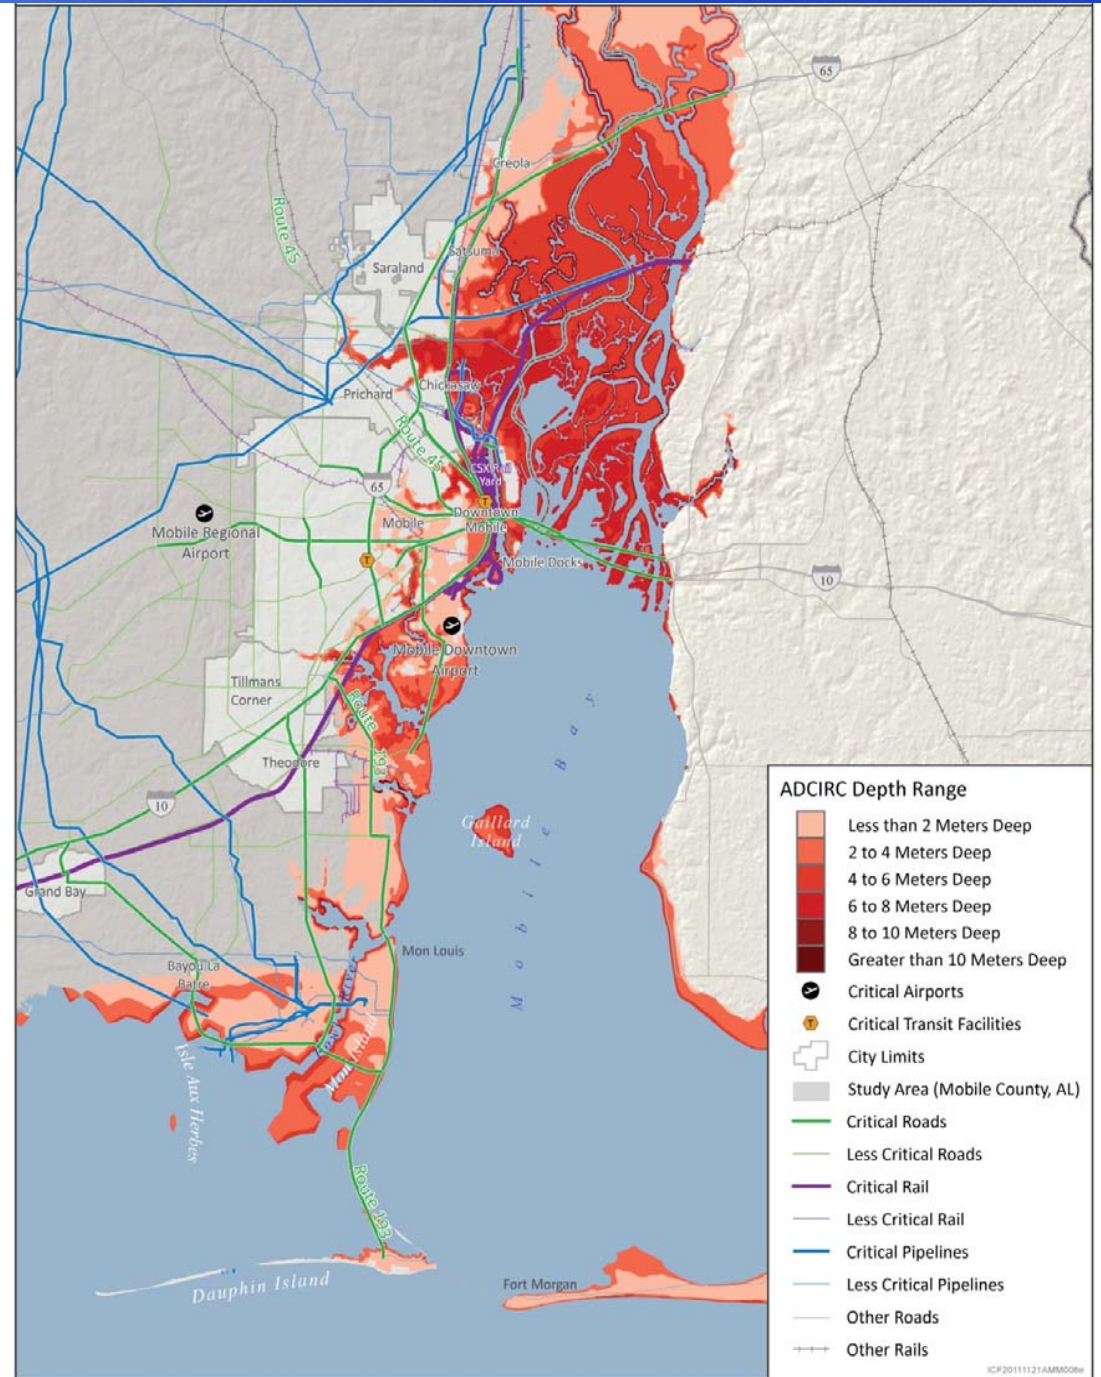 65
Creola
Route 45
Satsuma
Saraland
Chickasaw
Prichard
Route 45
CSX Rail
Yard
65
Downtown
Mobile
Mobile
Mobile Regional
Airport
Mobile Docks
10
Mobile Downtown
Airport
Tillmans
Corner
Route 193
Theodore
10
Gaillard
Island
Mobile Bay
Grand Bay
Mon Louis
Bayou La
Batre
River
Mon Island
Isle Aux Herbes
Route 193
Dauphin Island
Fort Morgan
ADCIRC Depth Range
Less than 2 Meters Deep
2 to 4 Meters Deep
4 to 6 Meters Deep
6 to 8 Meters Deep
8 to 10 Meters Deep
Greater than 10 Meters Deep
Critical Airports
T Critical Transit Facilities
City Limits
Study Area (Mobile County, AL)
Critical Roads
Less Critical Roads
Critical Rail
Less Critical Rail
Critical Pipelines
Less Critical Pipelines
Other Roads
Other Rails
ICF20111121AMM006e